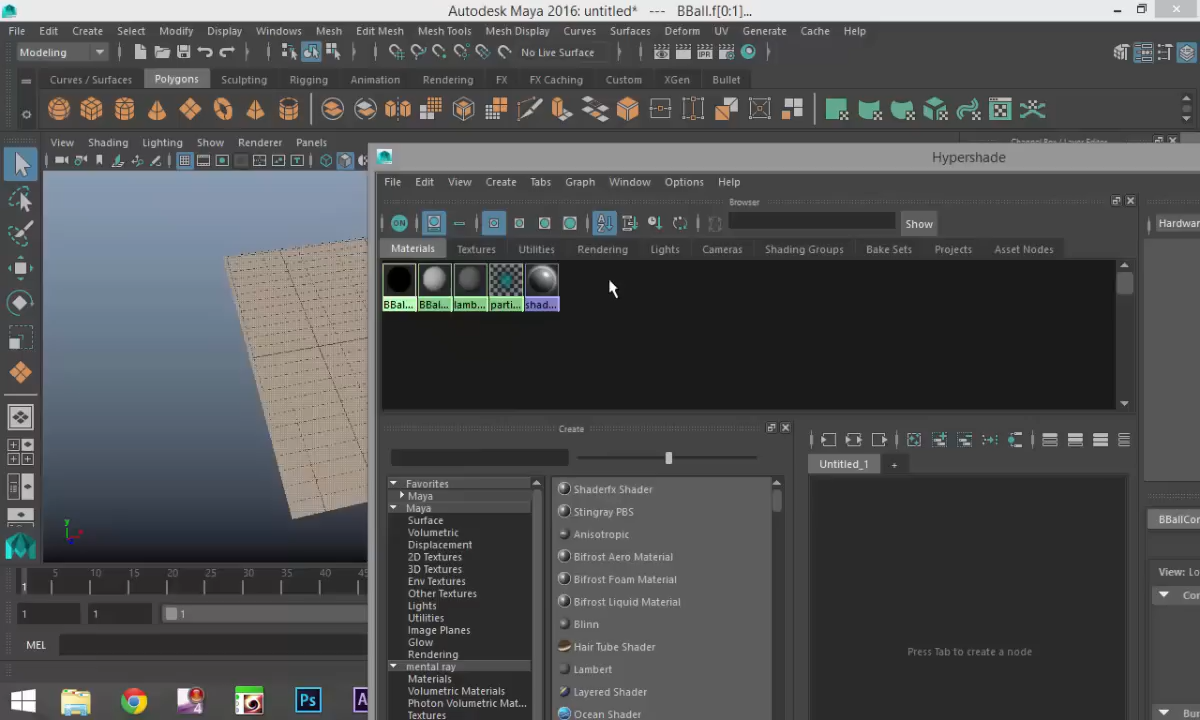 Autodesk Maya 2016: untitled* --- BBall.f[0:1]...
File Edit Create Select Modify Display Windows Mesh Edit Mesh Mesh Tools Mesh Display Curves Surfaces Deform UV Generate Cache Help
Modeling No Live Surface
Curves / Surfaces Polygons Sculpting Rigging Animation Rendering FX FX Caching Custom XGen Bullet
View Shading Lighting Show Renderer Panels
Hypershade
File Edit View Create Tabs Graph Window Options Help
Browser
ON Show Hardwar
Materials Textures Utilities Rendering Lights Cameras Shading Groups Bake Sets Projects Asset Nodes
BBal... BBal... lamb... parti... shad...
Create
Untitled_1 +
Favorites
Maya
Maya
Surface
Volumetric
Displacement
2D Textures
3D Textures
Env Textures
Other Textures
Lights
Utilities
Image Planes
Glow
Rendering
mental ray
Materials
Volumetric Materials
Photon Volumetric Mat...
Textures
Shaderfx Shader
Stingray PBS
Anisotropic
Bifrost Aero Material
Bifrost Foam Material
Bifrost Liquid Material
Blinn
Hair Tube Shader
Lambert
Layered Shader
Ocean Shader
Press Tab to create a node
BBallCor
View: Lo
Cor
Bu
y
5 10 15 20 25 30 35 40 45
1
1 1 1
MEL
4 Ps A